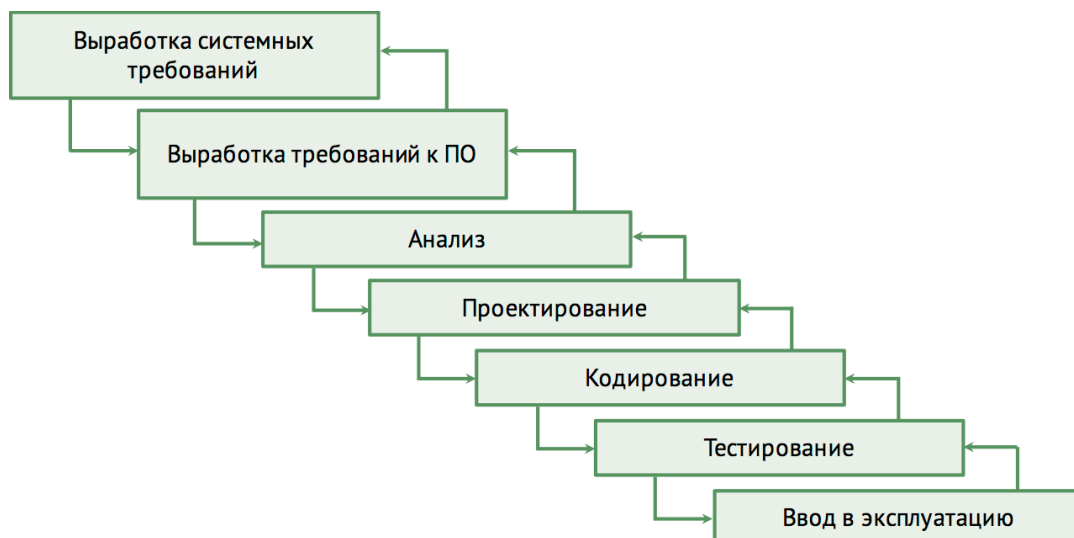 Выработка системных
требований
Выработка требований к ПО
Анализ
Проектирование
Кодирование
Тестирование
Ввод в эксплуатацию